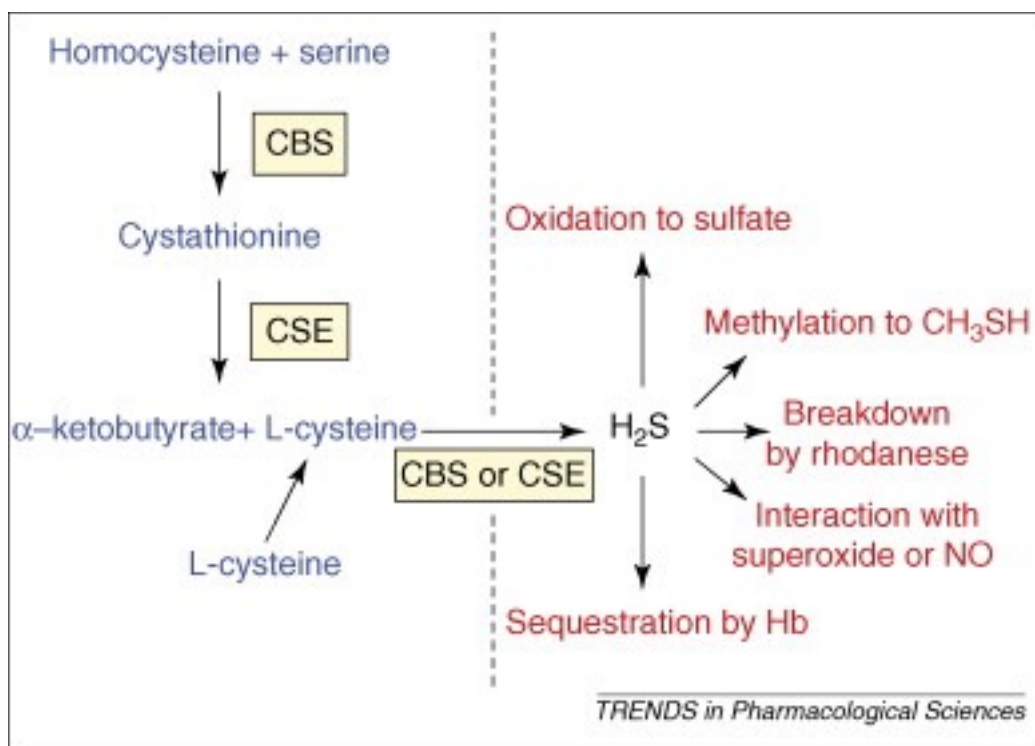 Homocysteine + serine
CBS
Cystathionine
CSE
α–ketobutyrate+ L-cysteine
CBS or CSE
L-cysteine
H₂S
Oxidation to sulfate
Methylation to CH₃SH
Breakdown
by rhodanese
Interaction with
superoxide or NO
Sequestration by Hb
TRENDS in Pharmacological Sciences